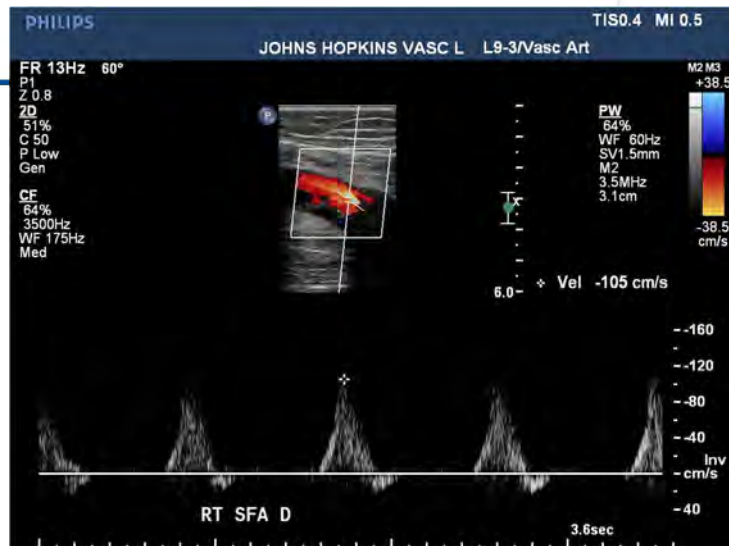 PHILIPS
TIS0.4 MI 0.5
JOHNS HOPKINS VASC L L9-3/Vasc Art
FR 13Hz 60°
P1
Z 0.8
2D
51%
C 50
P Low
Gen
CF
64%
3500Hz
WF 175Hz
Med
P
PW
64%
WF 60Hz
SV1.5mm
M2
3.5MHz
3.1cm
M2 M3
+38.5
-38.5
cm/s
6.0
Vel -105 cm/s
-160
-120
-80
-40
Inv
cm/s
40
RT SFA D
3.6sec